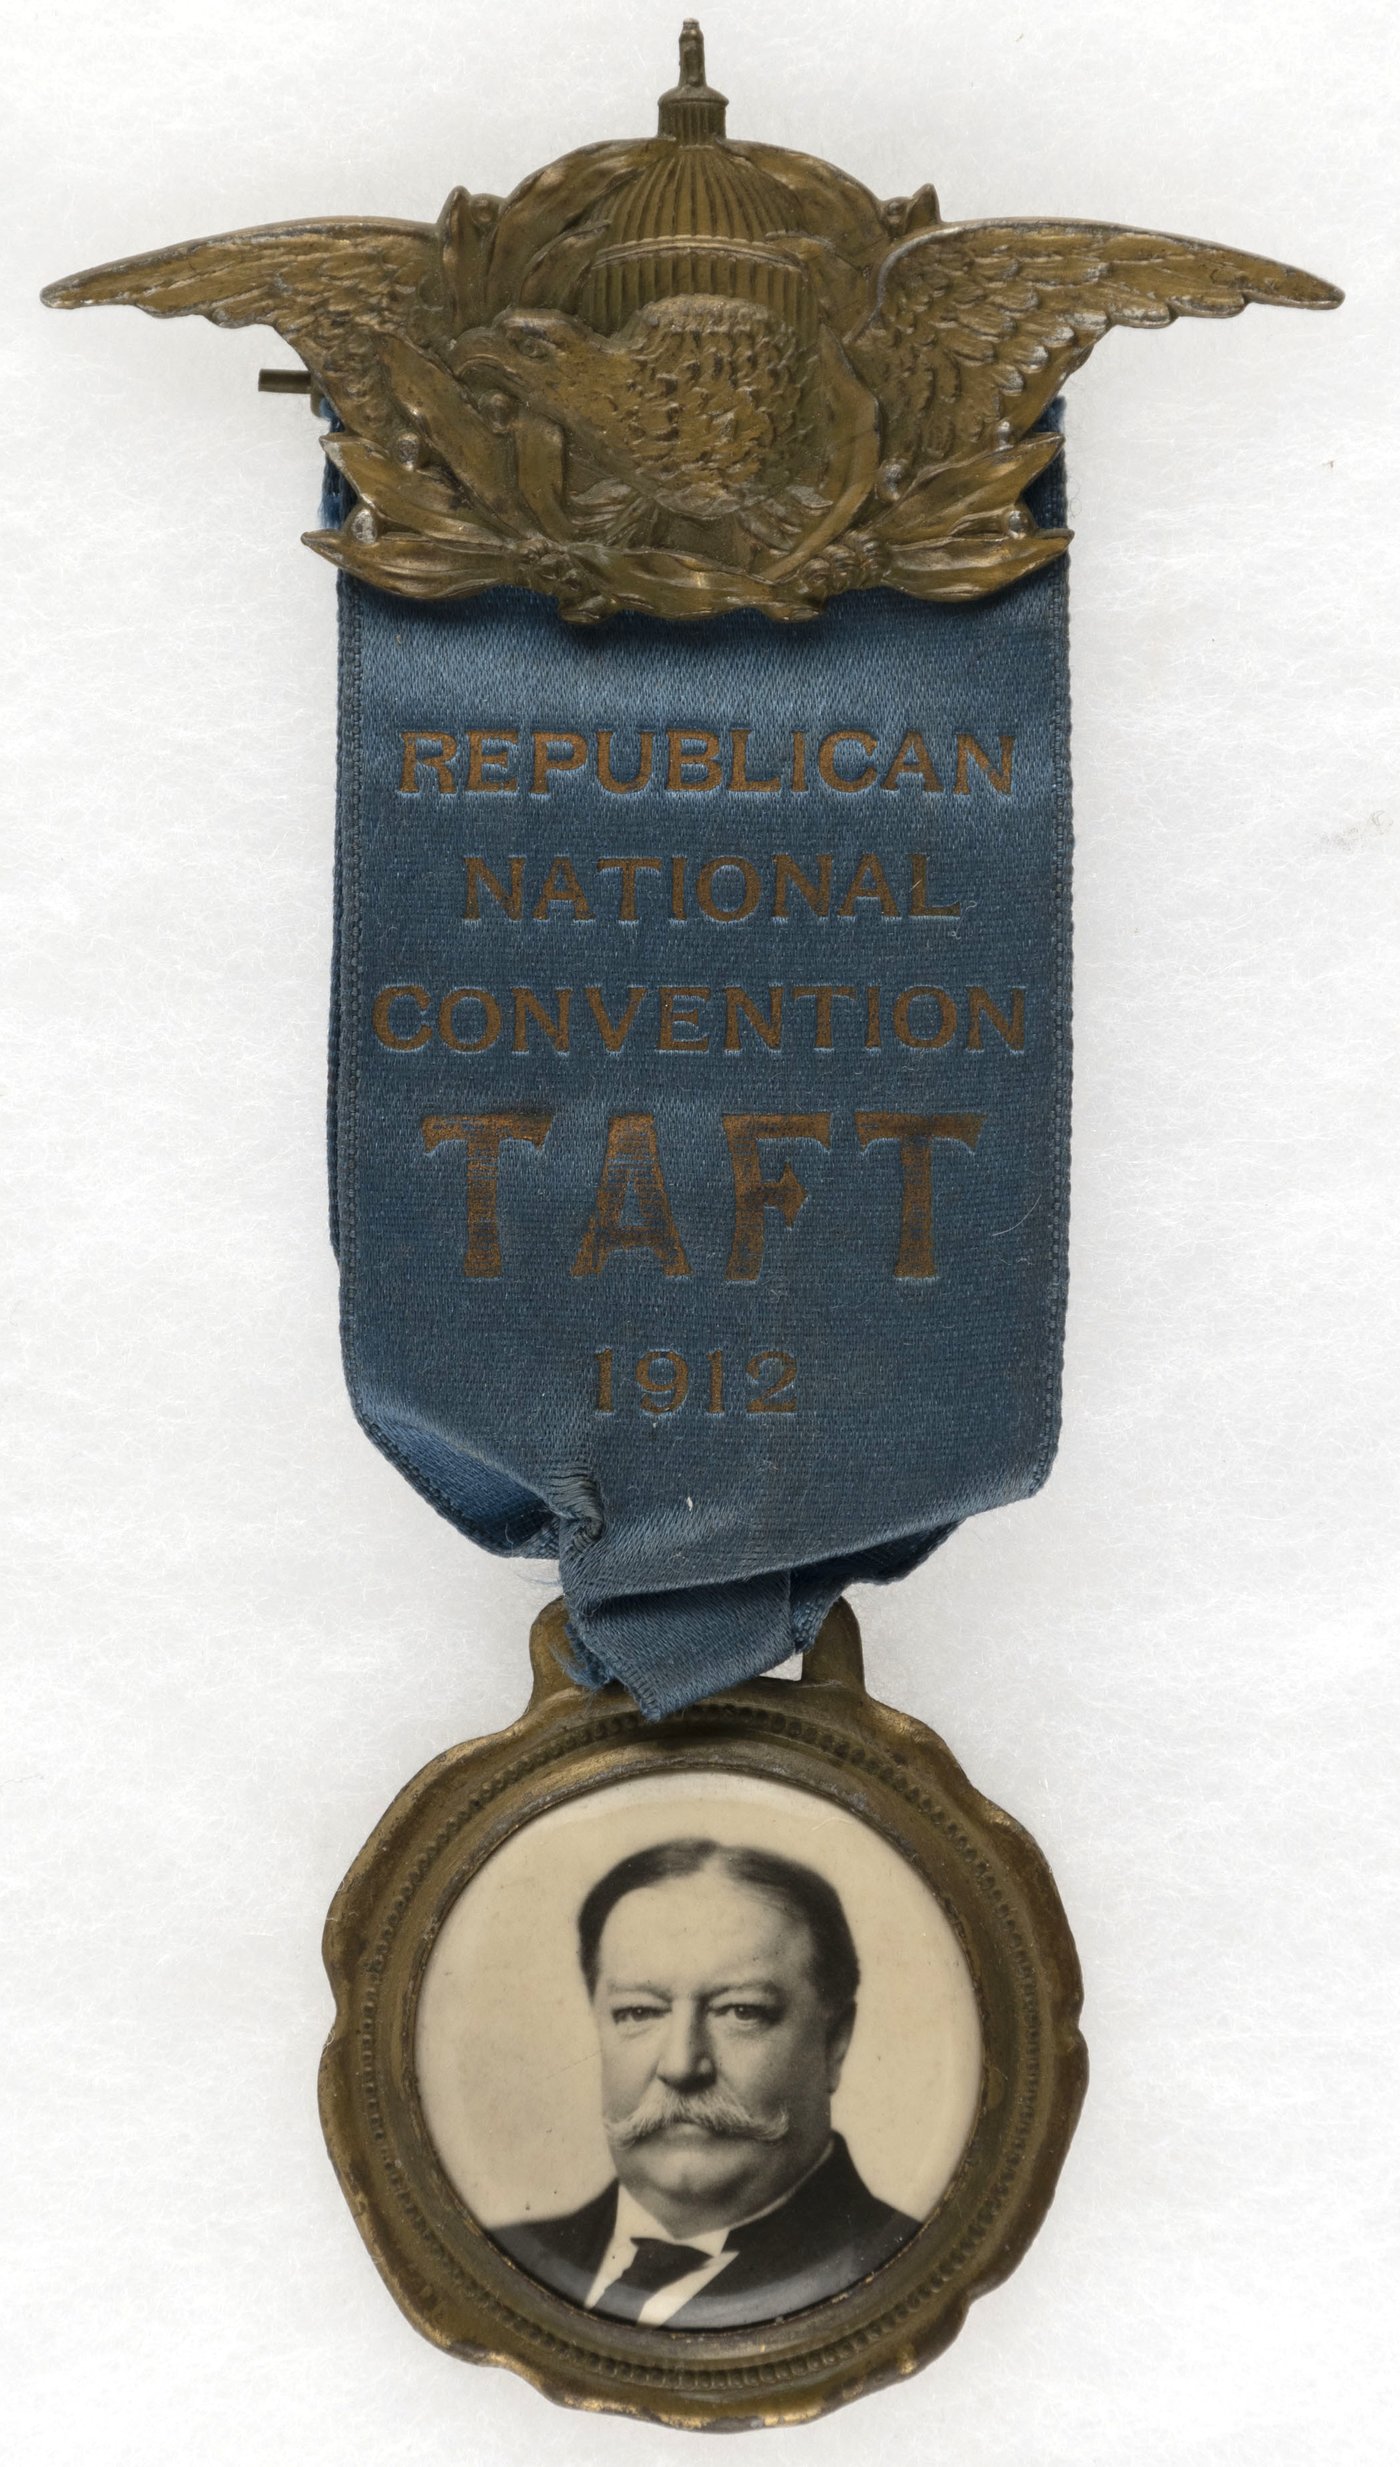 REPUBLICAN
NATIONAL
CONVENTION
TAFT
1912